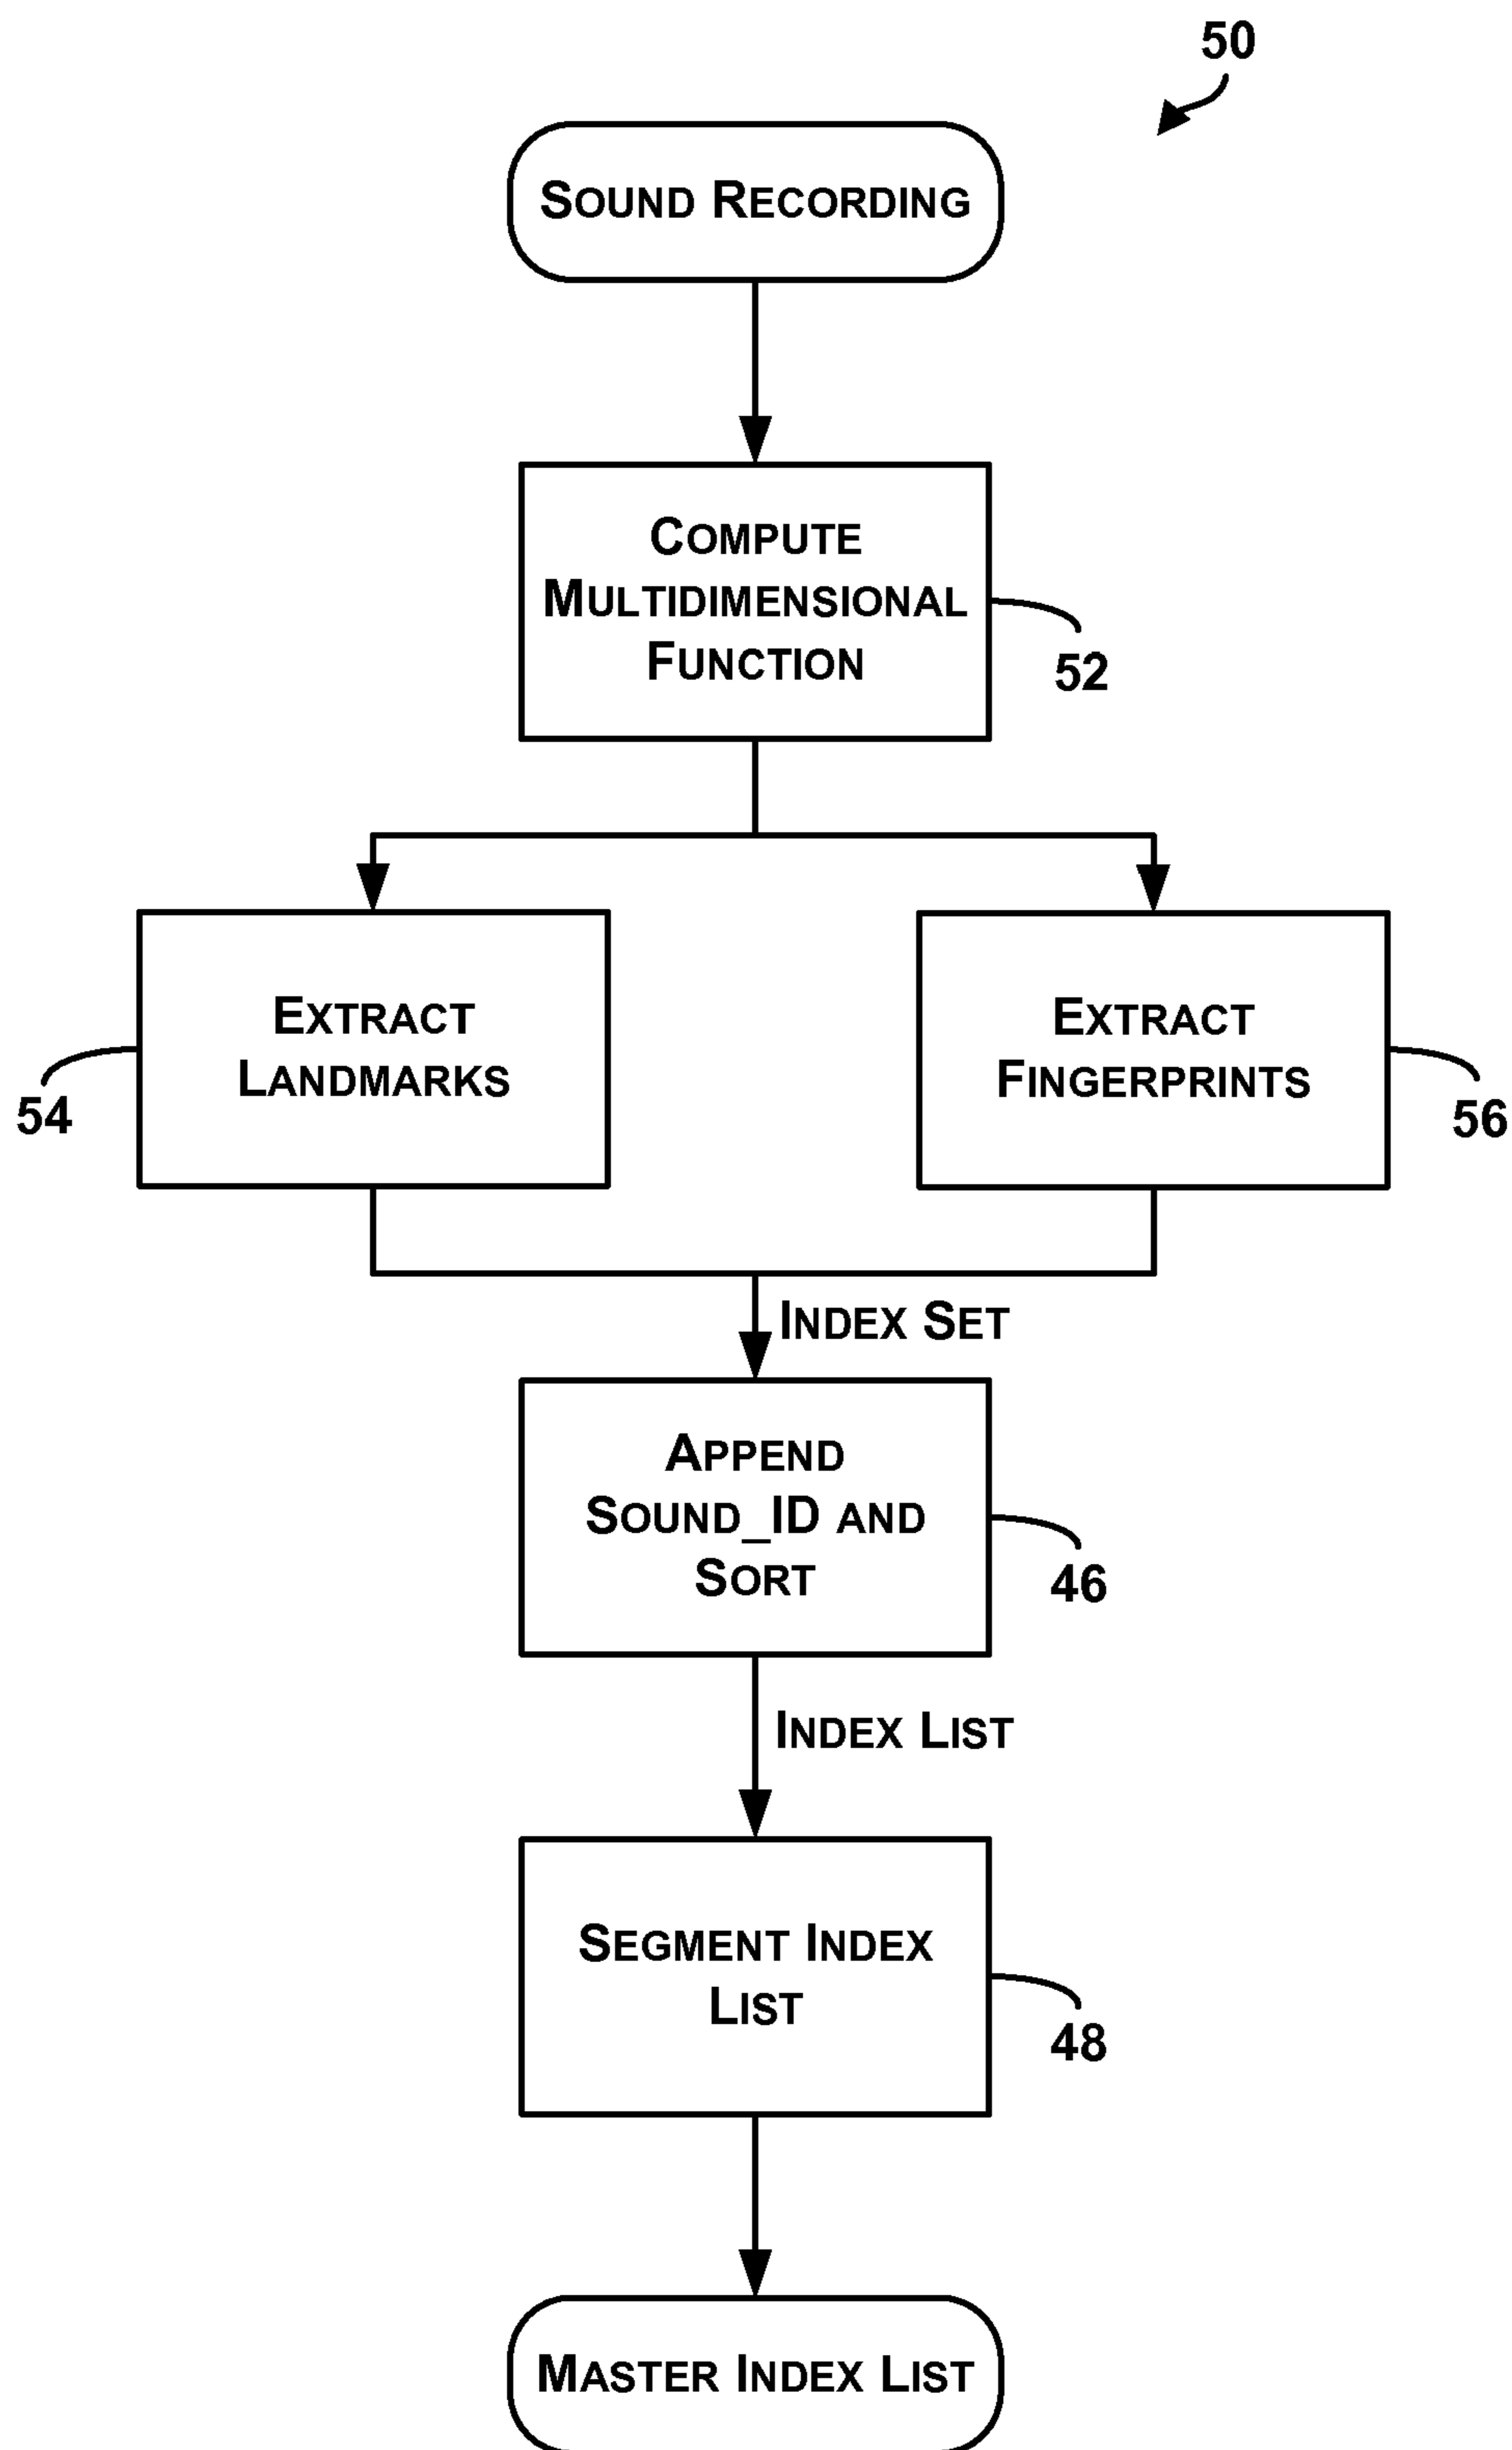 50
SOUND RECORDING
COMPUTE
MULTIDIMENSIONAL
FUNCTION
52
EXTRACT
LANDMARKS
54
EXTRACT
FINGERPRINTS
56
INDEX SET
APPEND
SOUND_ID AND
SORT
46
INDEX LIST
SEGMENT INDEX
LIST
48
MASTER INDEX LIST